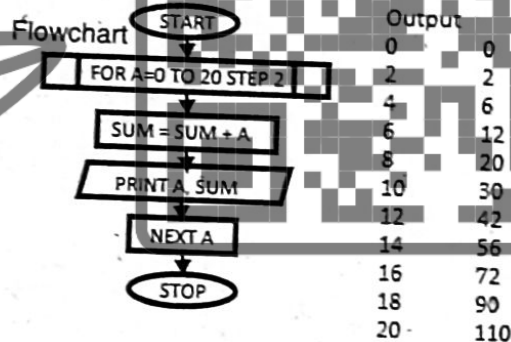 Flowchart
START
FOR A=0 TO 20 STEP 2
SUM = SUM + A
PRINT A, SUM
NEXT A
STOP
Output
0 0
2 2
4 6
6 12
8 20
10 30
12 42
14 56
16 72
18 90
20 110